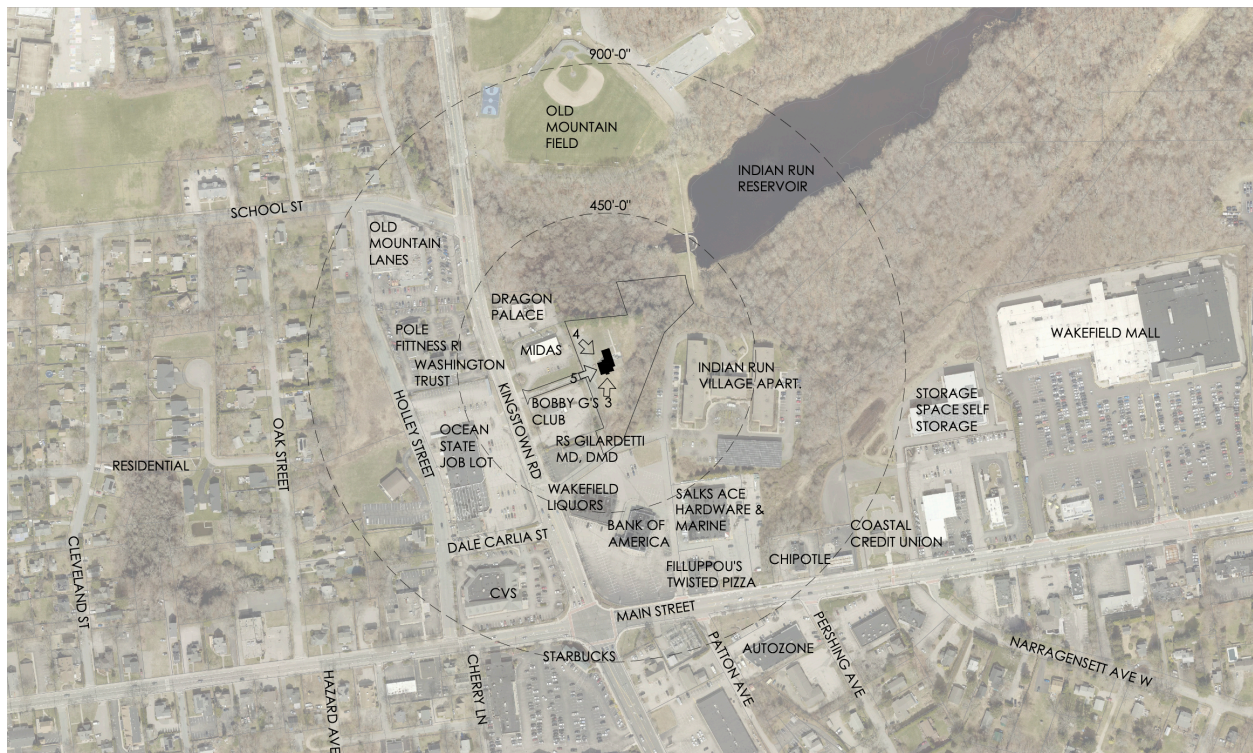 900'-0"
OLD
MOUNTAIN
FIELD
INDIAN RUN
RESERVOIR
SCHOOL ST
450'-0"
OLD
MOUNTAIN
LANES
DRAGON
PALACE
POLE
FITTNESS RI
MIDAS
4
5
3
WASHINGTON
TRUST
INDIAN RUN
VILLAGE APART.
WAKEFIELD MALL
KINGSTOWN RD
BOBBY G'S
CLUB
HOLLEY STREET
STORAGE
SPACE SELF
STORAGE
OCEAN
STATE
JOB LOT
RS GILARDETTI
MD, DMD
OAK STREET
RESIDENTIAL
WAKEFIELD
LIQUORS
SALKS ACE
HARDWARE &
MARINE
BANK OF
AMERICA
COASTAL
CREDIT UNION
DALE CARLIA ST
CHIPOTLE
FILLUPPOU'S
TWISTED PIZZA
CLEVELAND ST
CVS
MAIN STREET
STARBUCKS
AUTOZONE
PATTON AVE
PERSHING AVE
NARRAGENSETT AVE W
CHERRY LN
HAZARD AVE